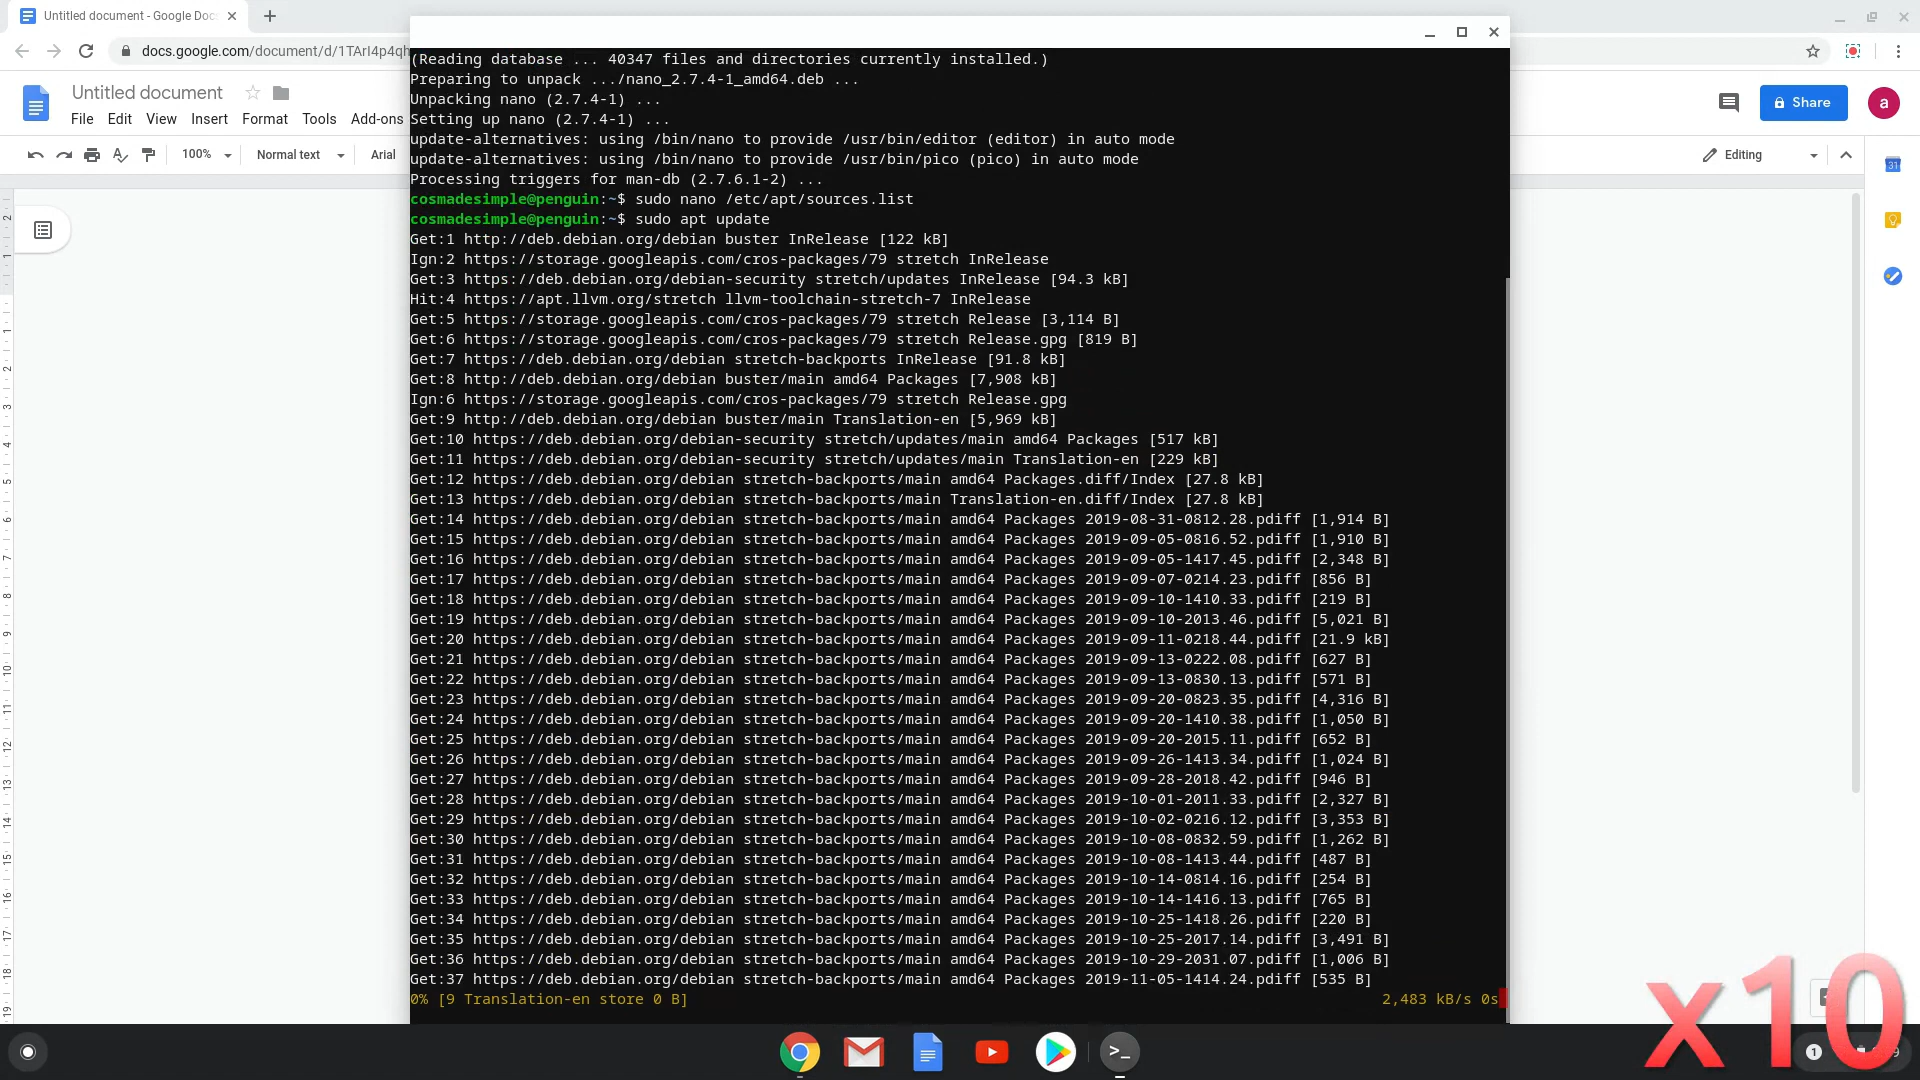 Untitled document - Google Doc
docs.google.com/document/d/1TArI4p4qh
Untitled document
File Edit View Insert Format Tools Add-ons
Share
a
100% Normal text Arial
Editing
31
2
1
1
2
3
4
5
6
7
8
9
10
11
12
13
14
15
16
17
18
19
(Reading database ... 40347 files and directories currently installed.)
Preparing to unpack .../nano_2.7.4-1_amd64.deb ...
Unpacking nano (2.7.4-1) ...
Setting up nano (2.7.4-1) ...
update-alternatives: using /bin/nano to provide /usr/bin/editor (editor) in auto mode
update-alternatives: using /bin/nano to provide /usr/bin/pico (pico) in auto mode
Processing triggers for man-db (2.7.6.1-2) ...
cosmadesimple@penguin:~$ sudo nano /etc/apt/sources.list
cosmadesimple@penguin:~$ sudo apt update
Get:1 http://deb.debian.org/debian buster InRelease [122 kB]
Ign:2 https://storage.googleapis.com/cros-packages/79 stretch InRelease
Get:3 https://deb.debian.org/debian-security stretch/updates InRelease [94.3 kB]
Hit:4 https://apt.llvm.org/stretch llvm-toolchain-stretch-7 InRelease
Get:5 https://storage.googleapis.com/cros-packages/79 stretch Release [3,114 B]
Get:6 https://storage.googleapis.com/cros-packages/79 stretch Release.gpg [819 B]
Get:7 https://deb.debian.org/debian stretch-backports InRelease [91.8 kB]
Get:8 http://deb.debian.org/debian buster/main amd64 Packages [7,908 kB]
Ign:6 https://storage.googleapis.com/cros-packages/79 stretch Release.gpg
Get:9 http://deb.debian.org/debian buster/main Translation-en [5,969 kB]
Get:10 https://deb.debian.org/debian-security stretch/updates/main amd64 Packages [517 kB]
Get:11 https://deb.debian.org/debian-security stretch/updates/main Translation-en [229 kB]
Get:12 https://deb.debian.org/debian stretch-backports/main amd64 Packages.diff/Index [27.8 kB]
Get:13 https://deb.debian.org/debian stretch-backports/main Translation-en.diff/Index [27.8 kB]
Get:14 https://deb.debian.org/debian stretch-backports/main amd64 Packages 2019-08-31-0812.28.pdiff [1,914 B]
Get:15 https://deb.debian.org/debian stretch-backports/main amd64 Packages 2019-09-05-0816.52.pdiff [1,910 B]
Get:16 https://deb.debian.org/debian stretch-backports/main amd64 Packages 2019-09-05-1417.45.pdiff [2,348 B]
Get:17 https://deb.debian.org/debian stretch-backports/main amd64 Packages 2019-09-07-0214.23.pdiff [856 B]
Get:18 https://deb.debian.org/debian stretch-backports/main amd64 Packages 2019-09-10-1410.33.pdiff [219 B]
Get:19 https://deb.debian.org/debian stretch-backports/main amd64 Packages 2019-09-10-2013.46.pdiff [5,021 B]
Get:20 https://deb.debian.org/debian stretch-backports/main amd64 Packages 2019-09-11-0218.44.pdiff [21.9 kB]
Get:21 https://deb.debian.org/debian stretch-backports/main amd64 Packages 2019-09-13-0222.08.pdiff [627 B]
Get:22 https://deb.debian.org/debian stretch-backports/main amd64 Packages 2019-09-13-0830.13.pdiff [571 B]
Get:23 https://deb.debian.org/debian stretch-backports/main amd64 Packages 2019-09-20-0823.35.pdiff [4,316 B]
Get:24 https://deb.debian.org/debian stretch-backports/main amd64 Packages 2019-09-20-1410.38.pdiff [1,050 B]
Get:25 https://deb.debian.org/debian stretch-backports/main amd64 Packages 2019-09-20-2015.11.pdiff [652 B]
Get:26 https://deb.debian.org/debian stretch-backports/main amd64 Packages 2019-09-26-1413.34.pdiff [1,024 B]
Get:27 https://deb.debian.org/debian stretch-backports/main amd64 Packages 2019-09-28-2018.42.pdiff [946 B]
Get:28 https://deb.debian.org/debian stretch-backports/main amd64 Packages 2019-10-01-2011.33.pdiff [2,327 B]
Get:29 https://deb.debian.org/debian stretch-backports/main amd64 Packages 2019-10-02-0216.12.pdiff [3,353 B]
Get:30 https://deb.debian.org/debian stretch-backports/main amd64 Packages 2019-10-08-0832.59.pdiff [1,262 B]
Get:31 https://deb.debian.org/debian stretch-backports/main amd64 Packages 2019-10-08-1413.44.pdiff [487 B]
Get:32 https://deb.debian.org/debian stretch-backports/main amd64 Packages 2019-10-14-0814.16.pdiff [254 B]
Get:33 https://deb.debian.org/debian stretch-backports/main amd64 Packages 2019-10-14-1416.13.pdiff [765 B]
Get:34 https://deb.debian.org/debian stretch-backports/main amd64 Packages 2019-10-25-1418.26.pdiff [220 B]
Get:35 https://deb.debian.org/debian stretch-backports/main amd64 Packages 2019-10-25-2017.14.pdiff [3,491 B]
Get:36 https://deb.debian.org/debian stretch-backports/main amd64 Packages 2019-10-29-2031.07.pdiff [1,006 B]
Get:37 https://deb.debian.org/debian stretch-backports/main amd64 Packages 2019-11-05-1414.24.pdiff [535 B]
0% [9 Translation-en store 0 B] 2,483 kB/s 0s
x10
>_
1